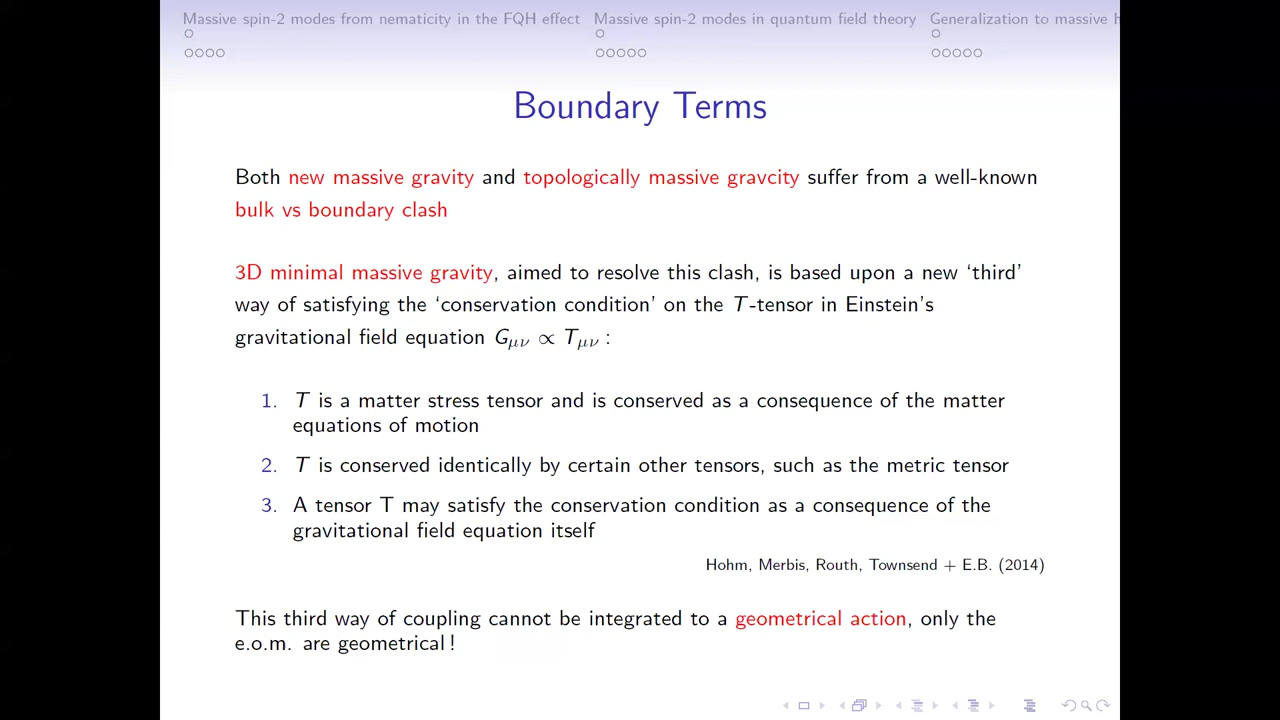 Massive spin-2 modes from nematicity in the FQH effect Massive spin-2 modes in quantum field theory Generalization to massive h
Boundary Terms
Both new massive gravity and topologically massive gravcity suffer from a well-known
bulk vs boundary clash
3D minimal massive gravity, aimed to resolve this clash, is based upon a new ‘third’
way of satisfying the ‘conservation condition’ on the T-tensor in Einstein’s
gravitational field equation Gμν ∝ Tμν :
1. T is a matter stress tensor and is conserved as a consequence of the matter
equations of motion
2. T is conserved identically by certain other tensors, such as the metric tensor
3. A tensor T may satisfy the conservation condition as a consequence of the
gravitational field equation itself
Hohm, Merbis, Routh, Townsend + E.B. (2014)
This third way of coupling cannot be integrated to a geometrical action, only the
e.o.m. are geometrical !